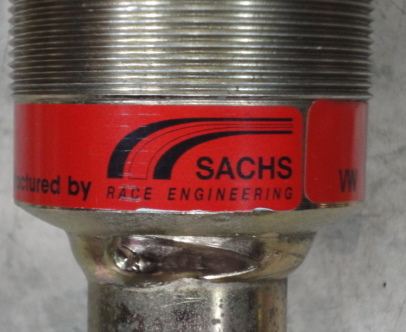 SACHS
ctured by RACE ENGINEERING VW